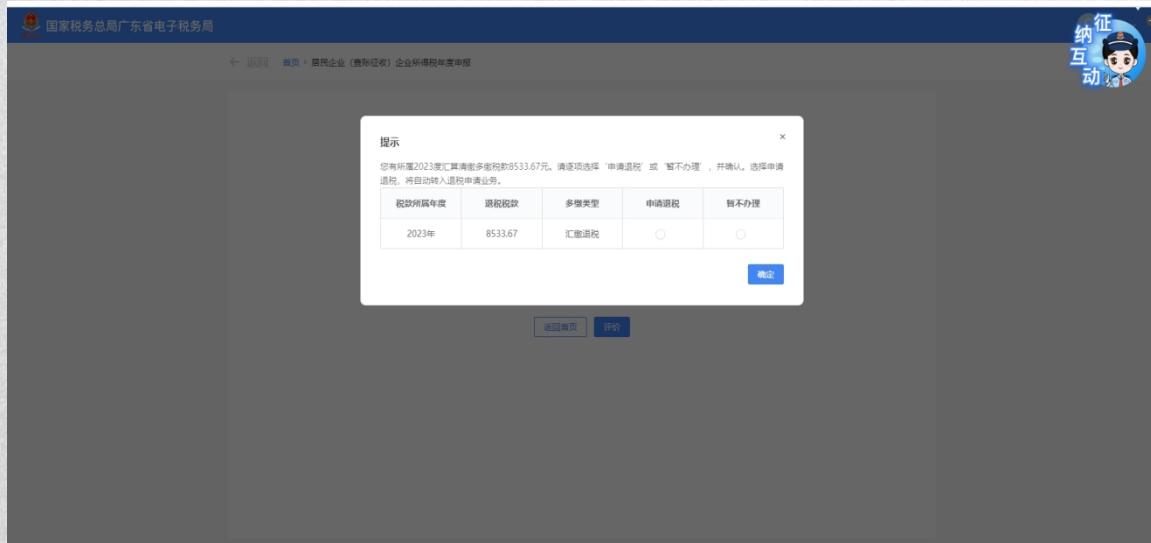 国家税务总局广东省电子税务局
征
纳
互
动
返回 首页 > 居民企业（查账征收）企业所得税年度申报
提示
×
您有所属2023度汇算清缴多缴税款8533.67元。请逐项选择‘申请退税’或‘暂不办理’，并确认。选择申请
退税，将自动转入退税申请业务。
税款所属年度 退税税款 多缴类型 申请退税 暂不办理
2023年 8533.67 汇缴退税
确定
返回首页 评价